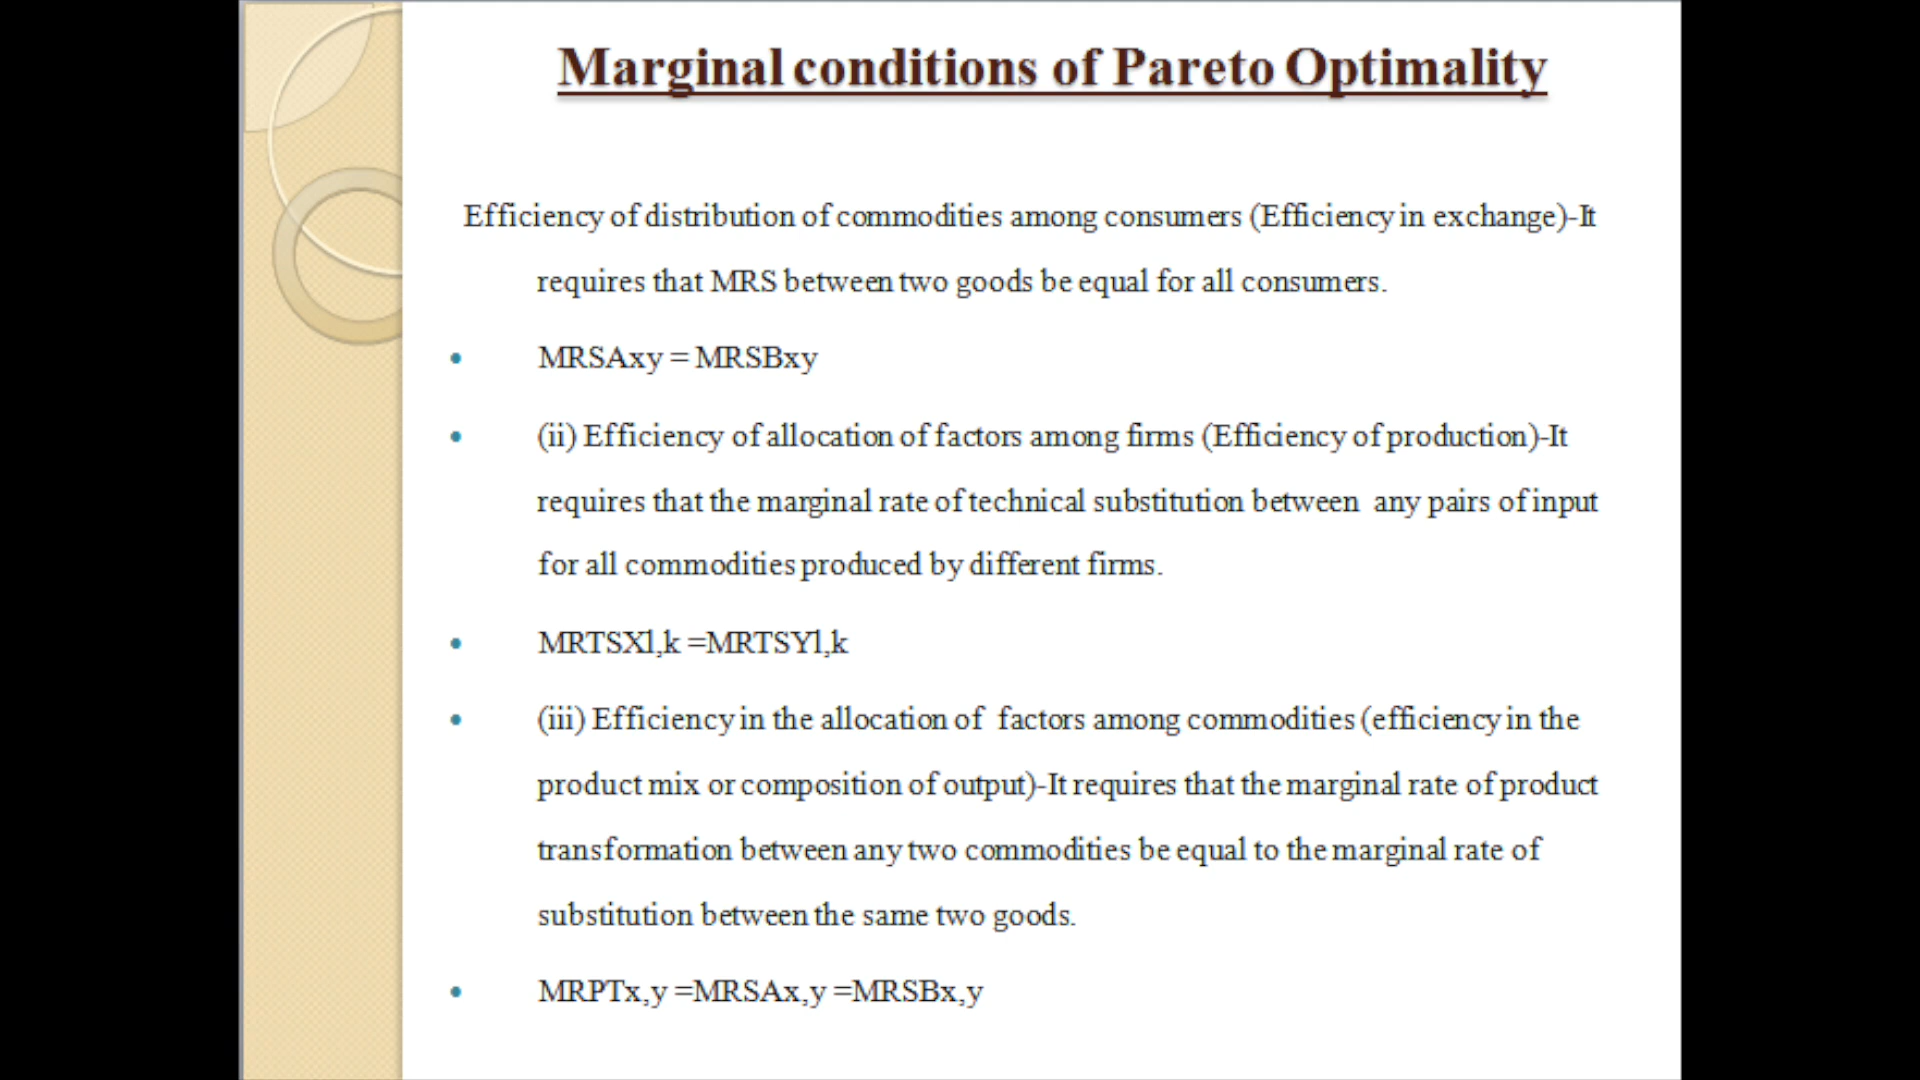 Marginal conditions of Pareto Optimality
Efficiency of distribution of commodities among consumers (Efficiency in exchange)-It
requires that MRS between two goods be equal for all consumers.
• MRSAxy = MRSBxy
• (ii) Efficiency of allocation of factors among firms (Efficiency of production)-It
requires that the marginal rate of technical substitution between any pairs of input
for all commodities produced by different firms.
• MRTSXl,k =MRTSYl,k
• (iii) Efficiency in the allocation of factors among commodities (efficiency in the
product mix or composition of output)-It requires that the marginal rate of product
transformation between any two commodities be equal to the marginal rate of
substitution between the same two goods.
• MRPTx,y =MRSAx,y =MRSBx,y